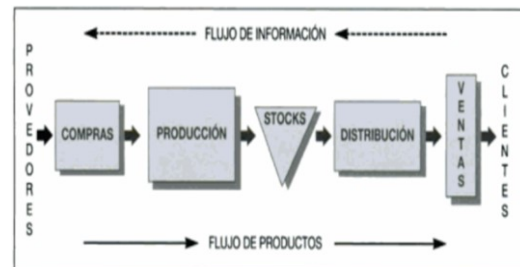 FLUJO DE INFORMACIÓN
PROVEDORES
COMPRAS
PRODUCCIÓN
STOCKS
DISTRIBUCIÓN
VENTAS
CLIENTES
FLUJO DE PRODUCTOS